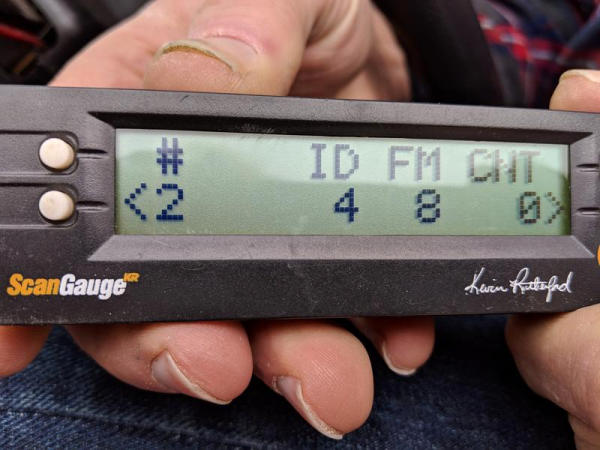 # ID FM CNT
<2 4 8 0>
ScanGauge KR
Kevin Rutherford